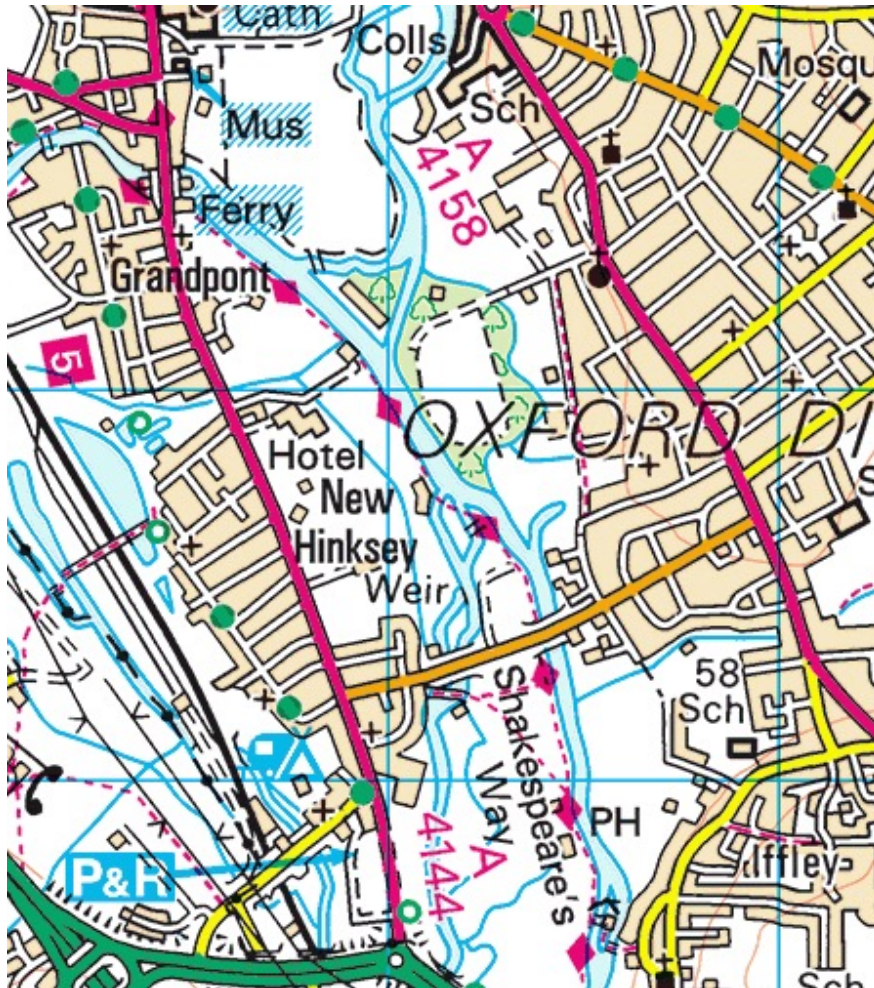 Cath
Colls
Mosqu
Sch
Mus
A 4158
Ferry
Grandpont
5
OXFORD DI
Hotel
New
Hinksey
S
Weir
58
Sch
Shakespeare's
Way
PH
P&R
A 4144
Iffley
Sch